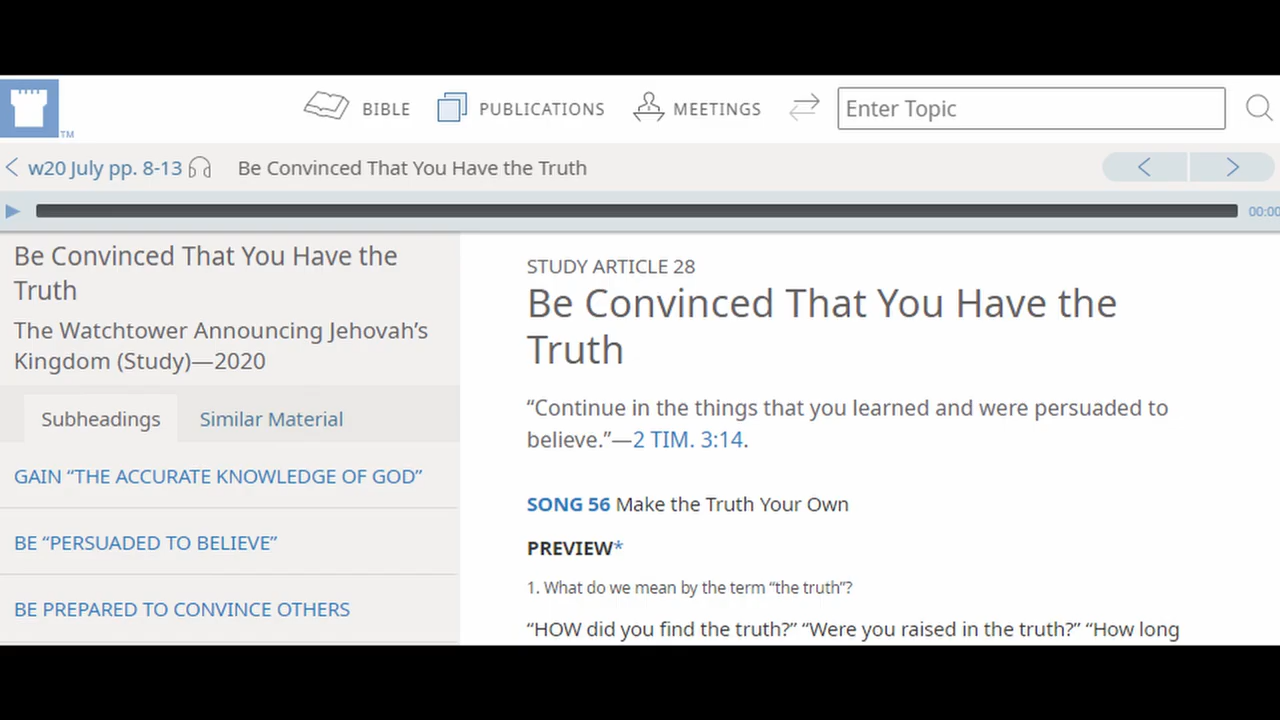 TM
BIBLE
PUBLICATIONS
MEETINGS
Enter Topic
w20 July pp. 8-13
Be Convinced That You Have the Truth
00:00
Be Convinced That You Have the
Truth
The Watchtower Announcing Jehovah’s
Kingdom (Study)—2020
Subheadings
Similar Material
GAIN “THE ACCURATE KNOWLEDGE OF GOD”
BE “PERSUADED TO BELIEVE”
BE PREPARED TO CONVINCE OTHERS
STUDY ARTICLE 28
Be Convinced That You Have the
Truth
“Continue in the things that you learned and were persuaded to
believe.”—2 TIM. 3:14.
SONG 56 Make the Truth Your Own
PREVIEW*
1. What do we mean by the term “the truth”?
“HOW did you find the truth?” “Were you raised in the truth?” “How long